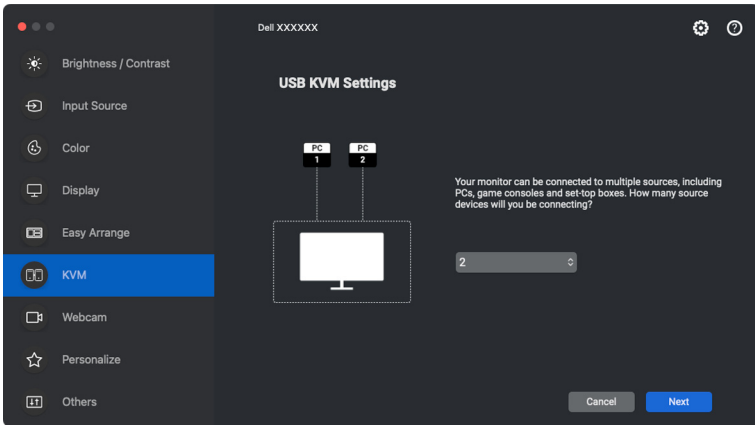 Dell XXXXXX
Brightness / Contrast
Input Source
Color
Display
Easy Arrange
KVM
Webcam
Personalize
Others
USB KVM Settings
PC
1
PC
2
Your monitor can be connected to multiple sources, including
PCs, game consoles and set-top boxes. How many source
devices will you be connecting?
2
Cancel
Next